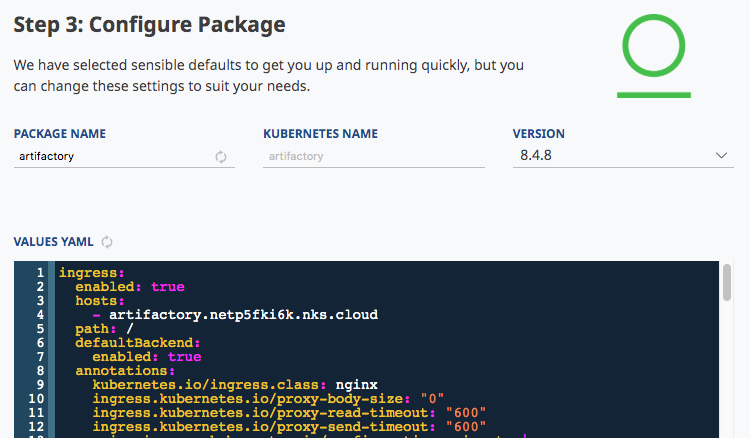 Step 3: Configure Package
We have selected sensible defaults to get you up and running quickly, but you
can change these settings to suit your needs.
PACKAGE NAME
artifactory
KUBERNETES NAME
artifactory
VERSION
8.4.8
VALUES YAML
1 ingress:
2   enabled: true
3   hosts:
4     - artifactory.netp5fki6k.nks.cloud
5   path: /
6   defaultBackend:
7     enabled: true
8   annotations:
9     kubernetes.io/ingress.class: nginx
10     ingress.kubernetes.io/proxy-body-size: "0"
11     ingress.kubernetes.io/proxy-read-timeout: "600"
12     ingress.kubernetes.io/proxy-send-timeout: "600"